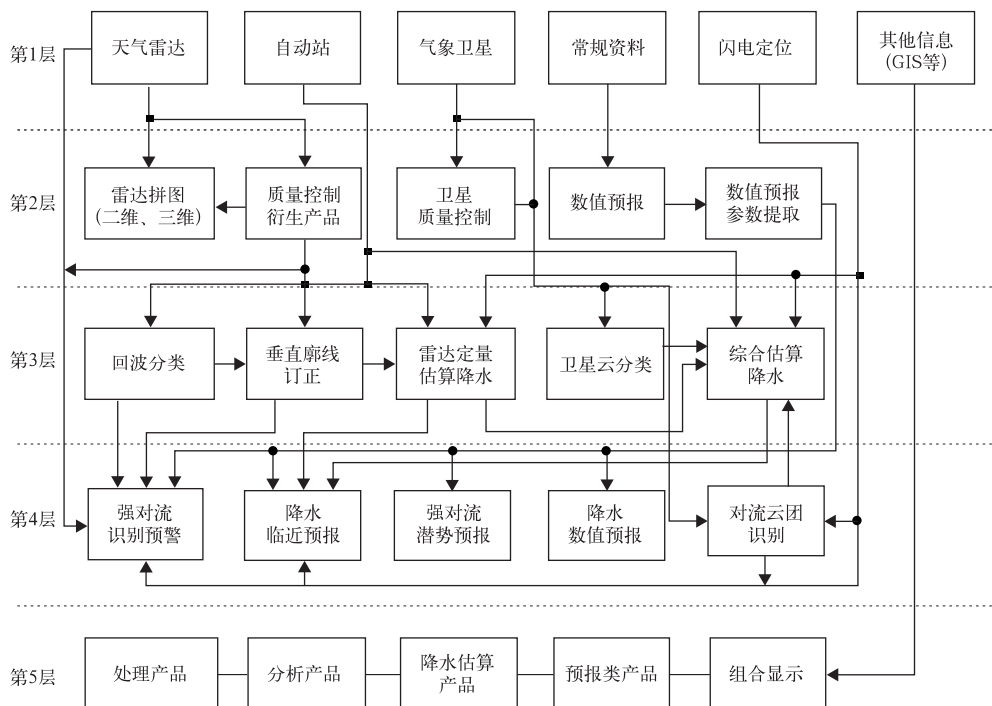 第1层
天气雷达
自动站
气象卫星
常规资料
闪电定位
其他信息
(GIS等)
第2层
雷达拼图
(二维、三维)
质量控制
衍生产品
卫星
质量控制
数值预报
数值预报
参数提取
第3层
回波分类
垂直廓线
订正
雷达定量
估算降水
卫星云分类
综合估算
降水
第4层
强对流
识别预警
降水
临近预报
强对流
潜势预报
降水
数值预报
对流云团
识别
第5层
处理产品
分析产品
降水估算
产品
预报类产品
组合显示